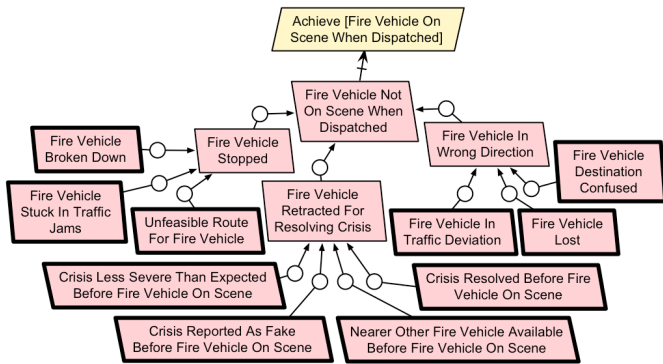 Achieve [Fire Vehicle On
Scene When Dispatched]
Fire Vehicle Not
On Scene When
Dispatched
Fire Vehicle
Broken Down
Fire Vehicle
Stopped
Fire Vehicle In
Wrong Direction
Fire Vehicle
Destination
Confused
Fire Vehicle
Stuck In Traffic
Jams
Unfeasible Route
For Fire Vehicle
Fire Vehicle
Retracted For
Resolving Crisis
Fire Vehicle In
Traffic Deviation
Fire Vehicle
Lost
Crisis Less Severe Than Expected
Before Fire Vehicle On Scene
Crisis Resolved Before Fire
Vehicle On Scene
Crisis Reported As Fake
Before Fire Vehicle On Scene
Nearer Other Fire Vehicle Available
Before Fire Vehicle On Scene